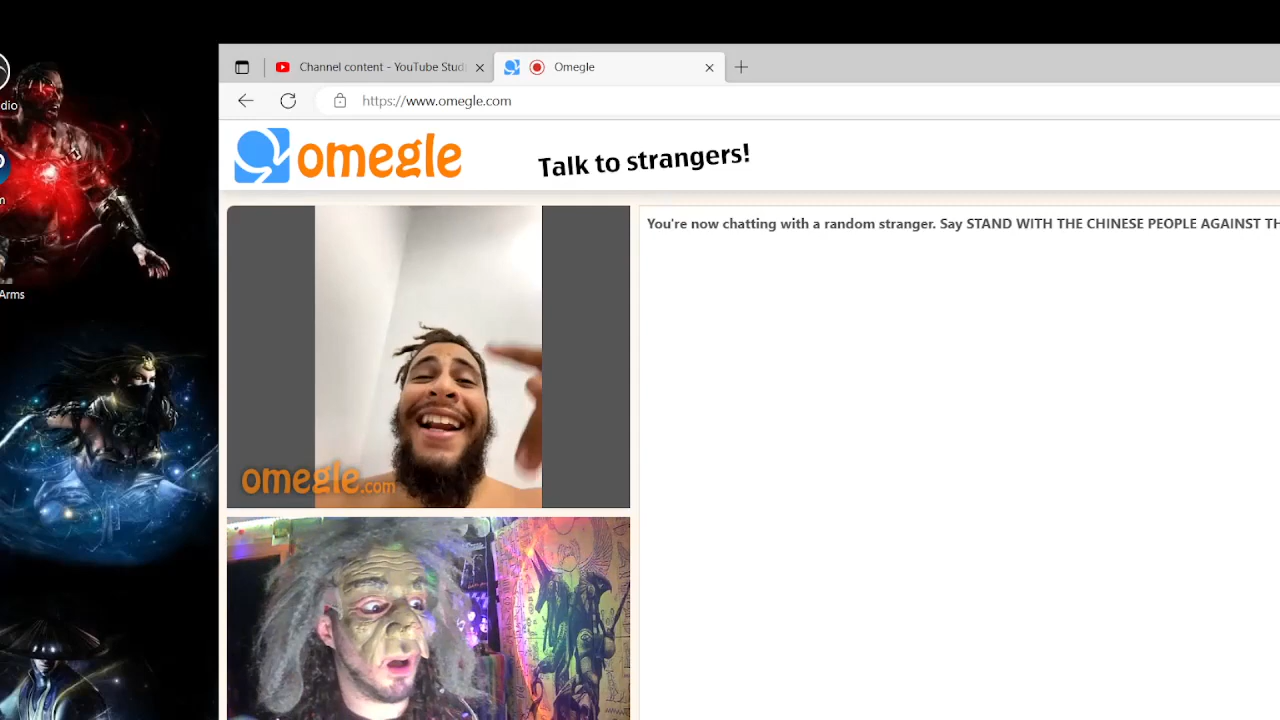 Channel content - YouTube Studi
Omegle
https://www.omegle.com
omegle
Talk to strangers!
dio
m
Arms
You're now chatting with a random stranger. Say STAND WITH THE CHINESE PEOPLE AGAINST TH
omegle.com